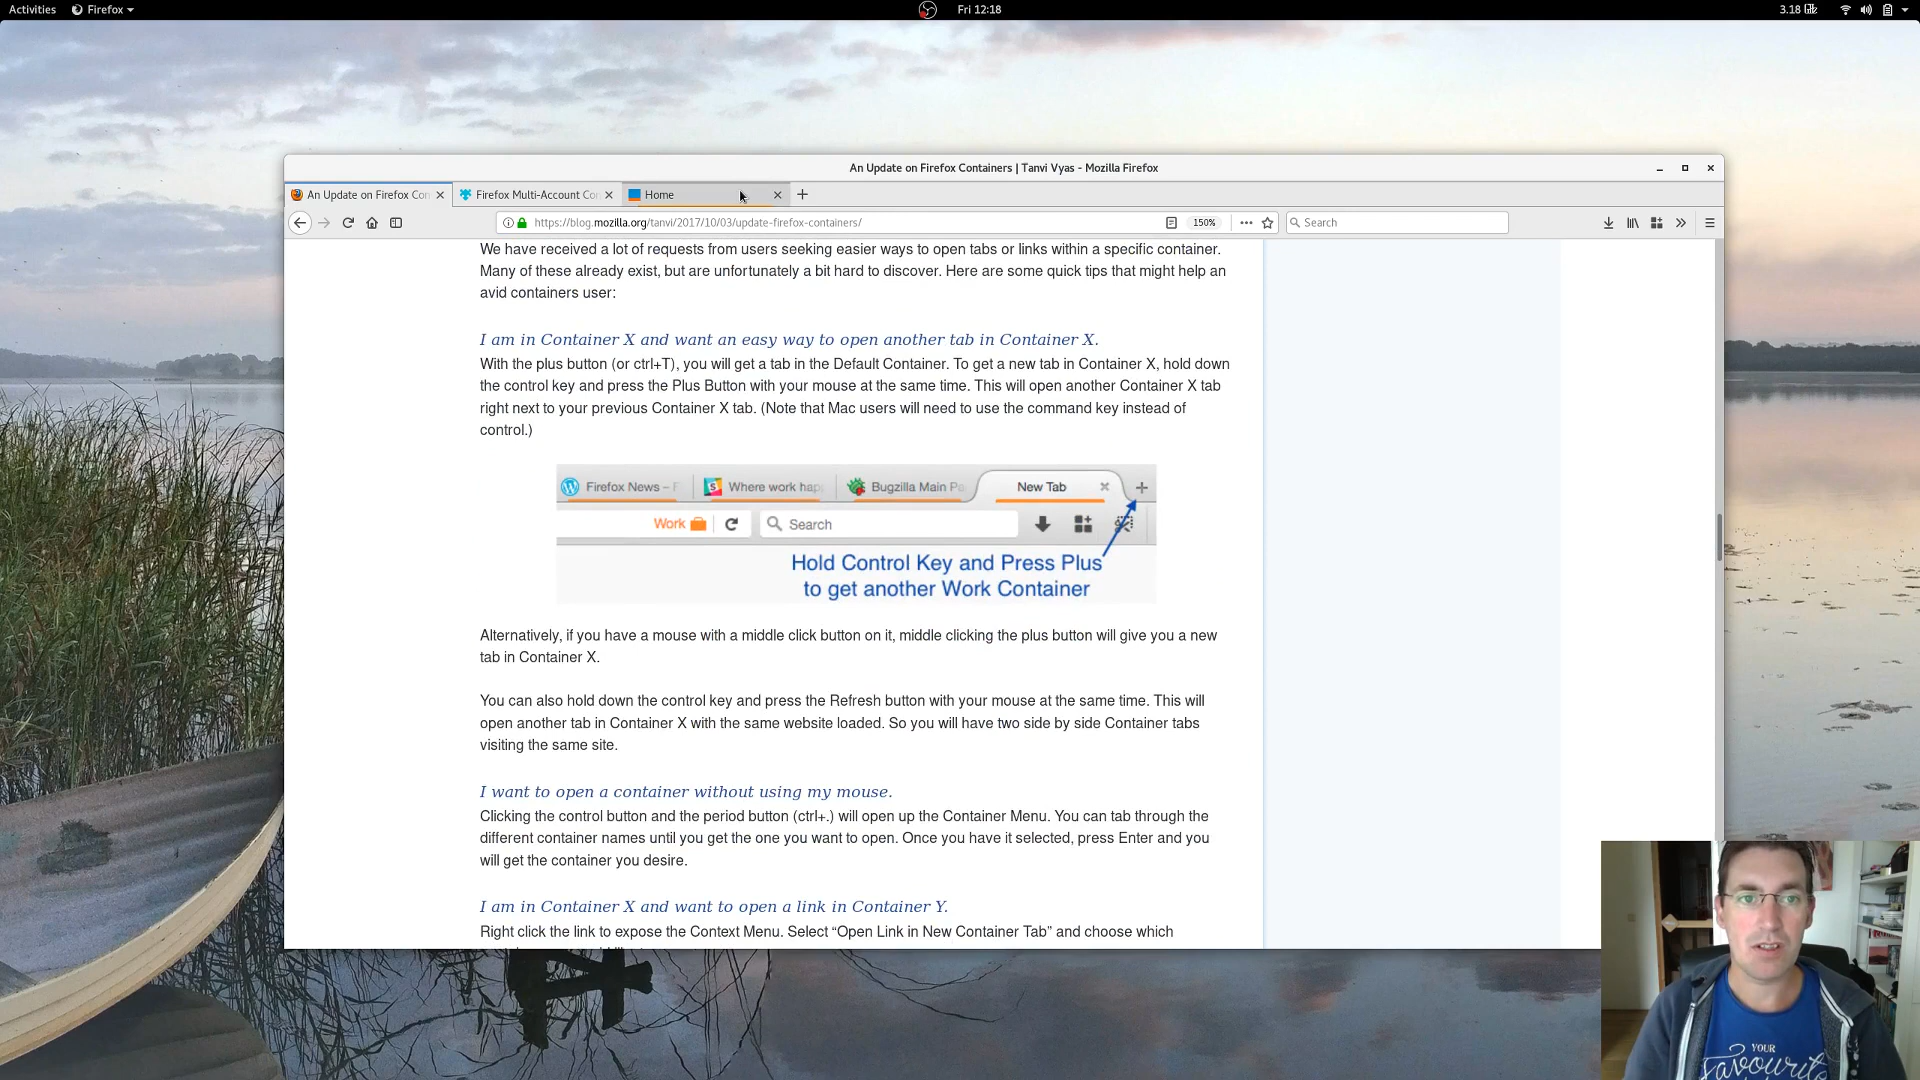 Activities
Firefox
Fri 12:18
3.18
An Update on Firefox Containers | Tanvi Vyas - Mozilla Firefox
An Update on Firefox Con
Firefox Multi-Account Con
Home
https://blog.mozilla.org/tanvi/2017/10/03/update-firefox-containers/
150%
Search
We have received a lot of requests from users seeking easier ways to open tabs or links within a specific container.
Many of these already exist, but are unfortunately a bit hard to discover. Here are some quick tips that might help an
avid containers user:
I am in Container X and want an easy way to open another tab in Container X.
With the plus button (or ctrl+T), you will get a tab in the Default Container. To get a new tab in Container X, hold down
the control key and press the Plus Button with your mouse at the same time. This will open another Container X tab
right next to your previous Container X tab. (Note that Mac users will need to use the command key instead of
control.)
Firefox News – F
Where work hap
Bugzilla Main Pa
New Tab
Work
Search
Hold Control Key and Press Plus
to get another Work Container
Alternatively, if you have a mouse with a middle click button on it, middle clicking the plus button will give you a new
tab in Container X.
You can also hold down the control key and press the Refresh button with your mouse at the same time. This will
open another tab in Container X with the same website loaded. So you will have two side by side Container tabs
visiting the same site.
I want to open a container without using my mouse.
Clicking the control button and the period button (ctrl+.) will open up the Container Menu. You can tab through the
different container names until you get the one you want to open. Once you have it selected, press Enter and you
will get the container you desire.
I am in Container X and want to open a link in Container Y.
Right click the link to expose the Context Menu. Select “Open Link in New Container Tab” and choose which
YOUR
favourite